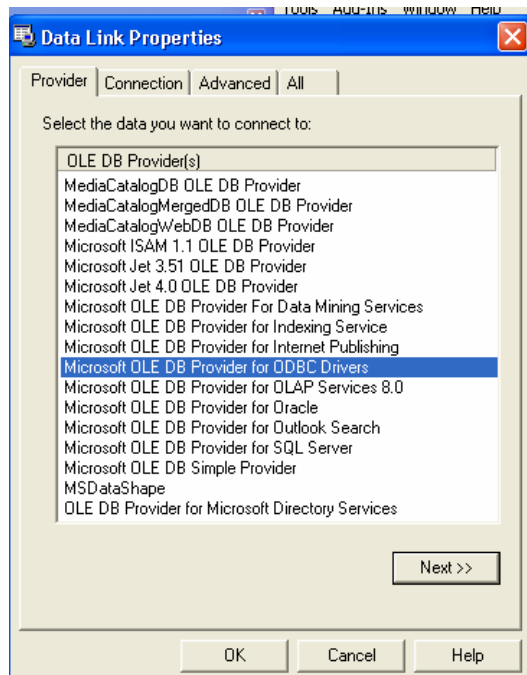 Tools Add-Ins Window Help
Data Link Properties
Provider Connection Advanced All
Select the data you want to connect to:
OLE DB Provider(s)
MediaCatalogDB OLE DB Provider
MediaCatalogMergedDB OLE DB Provider
MediaCatalogWebDB OLE DB Provider
Microsoft ISAM 1.1 OLE DB Provider
Microsoft Jet 3.51 OLE DB Provider
Microsoft Jet 4.0 OLE DB Provider
Microsoft OLE DB Provider For Data Mining Services
Microsoft OLE DB Provider for Indexing Service
Microsoft OLE DB Provider for Internet Publishing
Microsoft OLE DB Provider for ODBC Drivers
Microsoft OLE DB Provider for OLAP Services 8.0
Microsoft OLE DB Provider for Oracle
Microsoft OLE DB Provider for Outlook Search
Microsoft OLE DB Provider for SQL Server
Microsoft OLE DB Simple Provider
MSDataShape
OLE DB Provider for Microsoft Directory Services
Next >>
OK Cancel Help